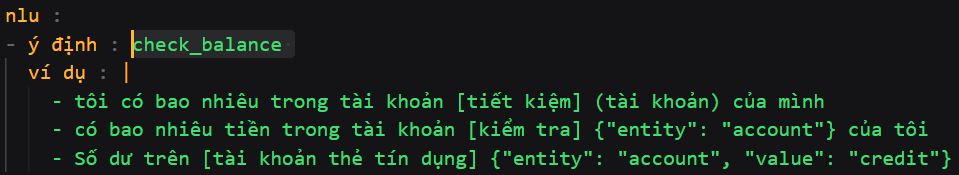 nlu :
- ý định : check_balance
ví dụ : |
- tôi có bao nhiêu trong tài khoản [tiết kiệm] (tài khoản) của mình
- có bao nhiêu tiền trong tài khoản [kiểm tra] {"entity": "account"} của tôi
- Số dư trên [tài khoản thẻ tín dụng] {"entity": "account", "value": "credit"}